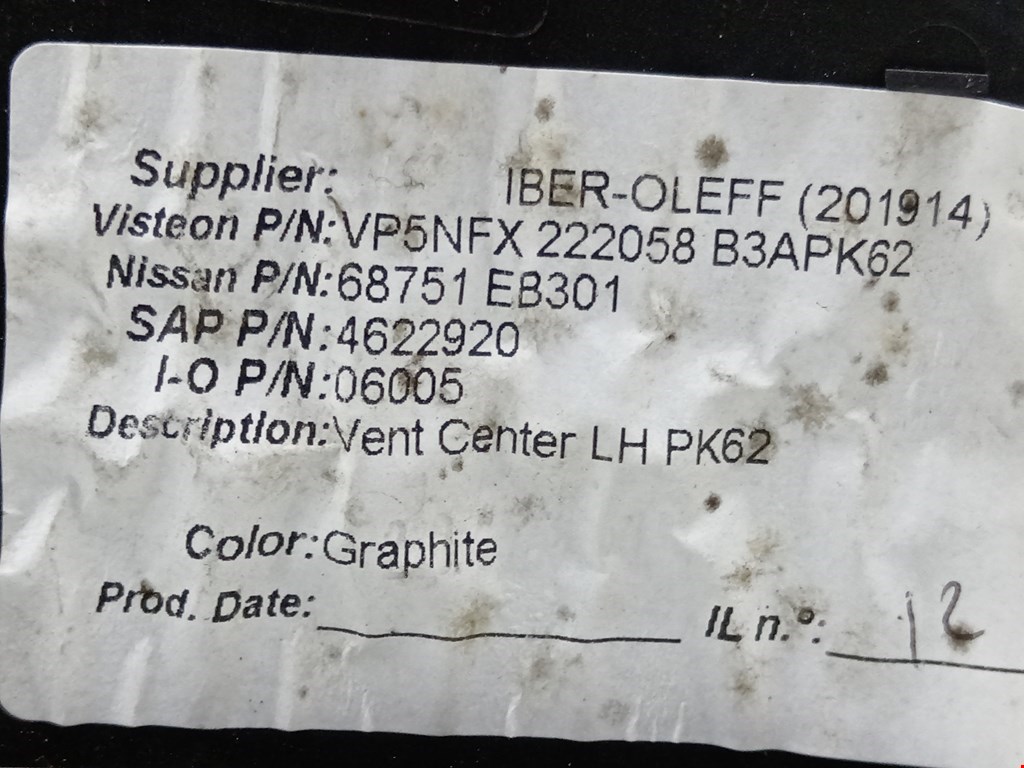 Supplier: IBER-OLEFF (201914)
Visteon P/N: VP5NFX 222058 B3APK62
Nissan P/N: 68751 EB301
SAP P/N: 4622920
I-O P/N: 06005
Description: Vent Center LH PK62
Color: Graphite
Prod. Date: IL n.º: 12